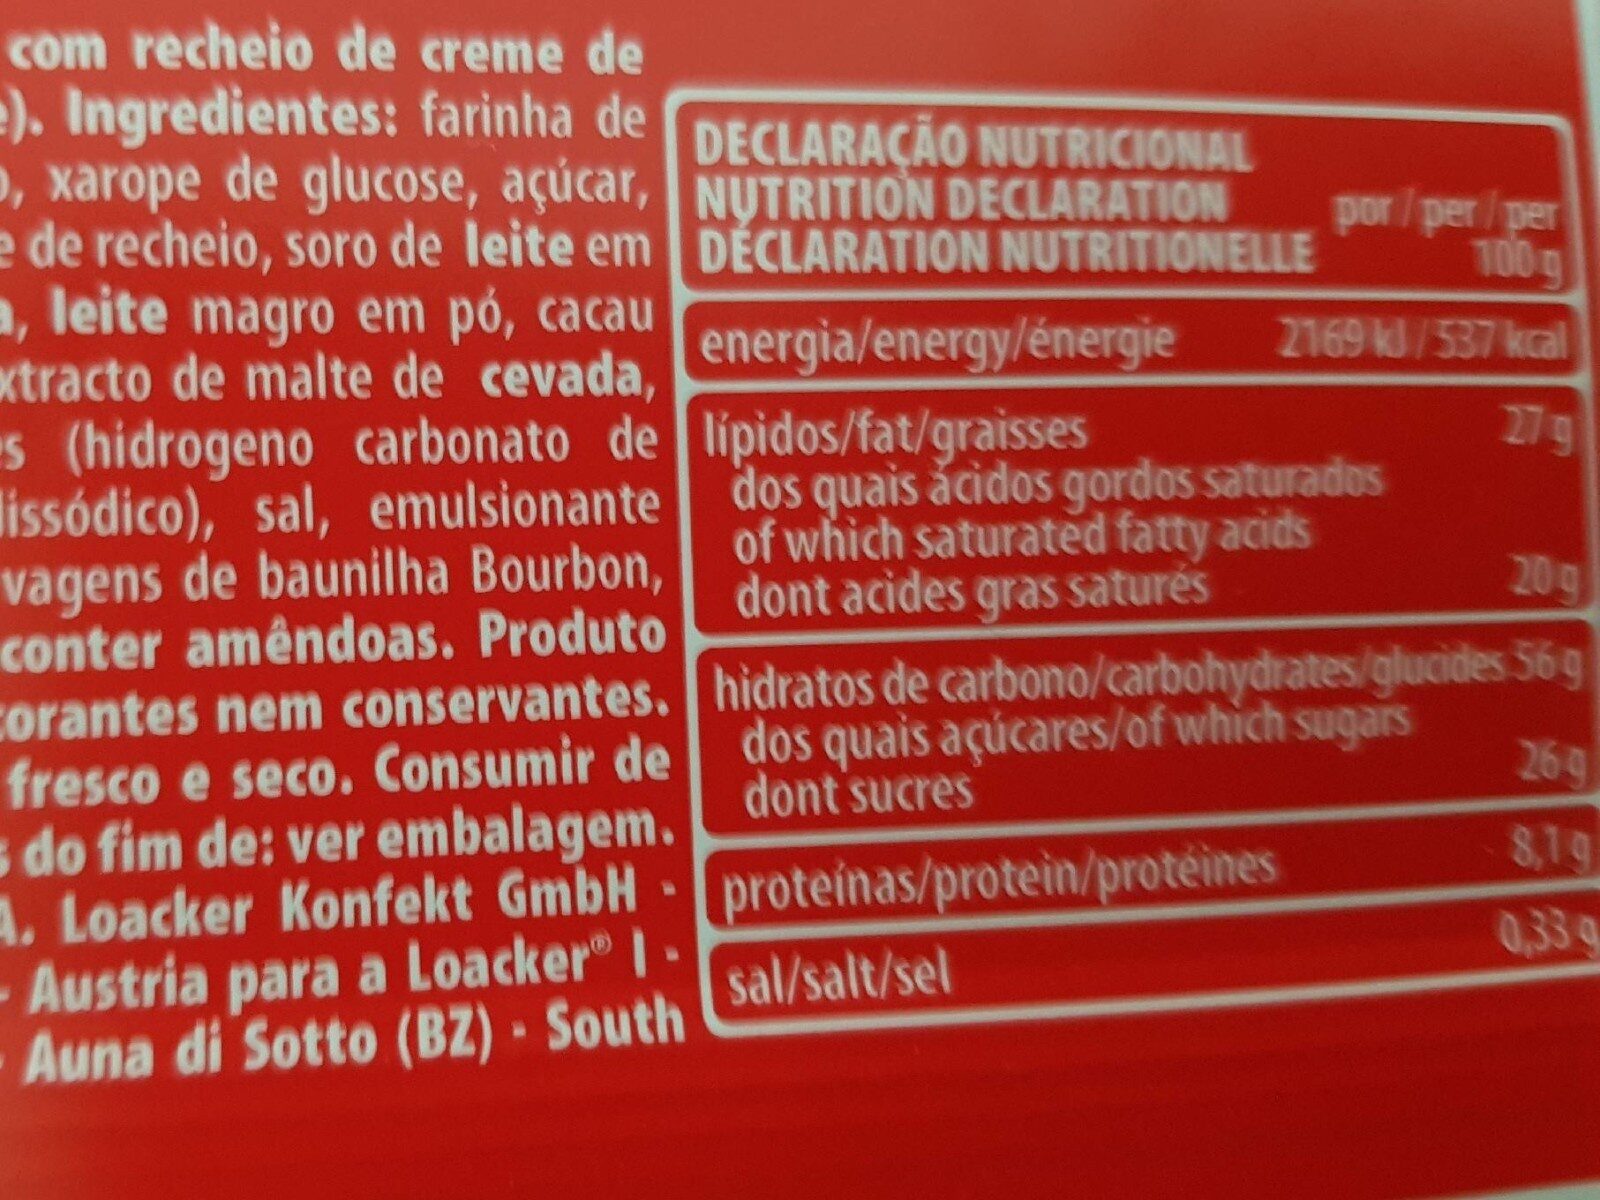 com recheio de creme de
e). Ingredientes: farinha de
o, xarope de glucose, açúcar,
e de recheio, soro de leite em
a, leite magro em pó, cacau
xtracto de malte de cevada,
es (hidrogeno carbonato de
dissódico), sal, emulsionante
vagens de baunilha Bourbon,
conter amêndoas. Produto
corantes nem conservantes.
fresco e seco. Consumir de
s do fim de: ver embalagem.
A. Loacker Konfekt GmbH -
- Austria para a Loacker® I -
- Auna di Sotto (BZ) - South
DECLARAÇÃO NUTRICIONAL
NUTRITION DECLARATION
DÉCLARATION NUTRITIONELLE
por / per / per
100 g
energia/energy/énergie 2169 kJ / 537 kcal
lípidos/fat/graisses 27 g
dos quais ácidos gordos saturados
of which saturated fatty acids
dont acides gras saturés 20 g
hidratos de carbono/carbohydrates/glucides 56 g
dos quais açúcares/of which sugars
dont sucres 26 g
proteínas/protein/protéines 8,1 g
sal/salt/sel 0,33 g